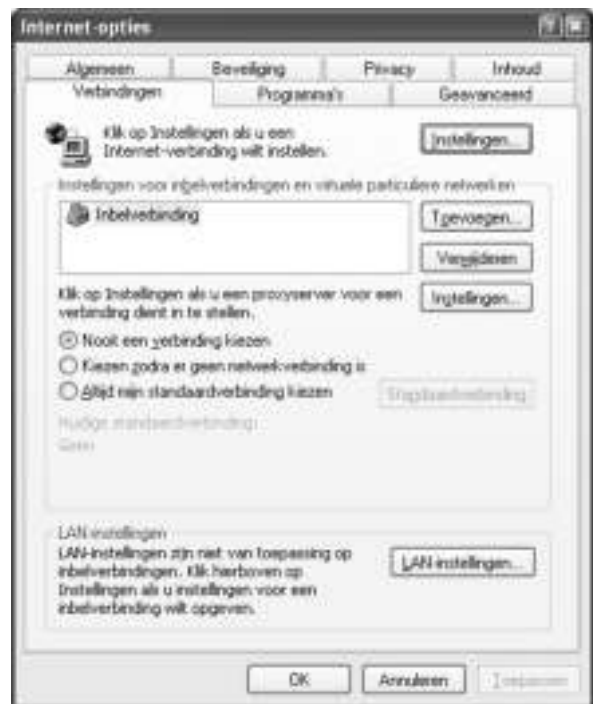 Internet-opties
Algemeen Beveiliging Privacy Inhoud
Verbindingen Programma's Geavanceerd
Klik op Instellingen als u een
Internet-verbinding wilt instellen.
Instellingen...
Instellingen voor inbelverbindingen en virtuele particuliere netwerken
Inbelverbinding
Toevoegen...
Verwijderen
Klik op Instellingen als u een proxyserver voor een
verbinding dient in te stellen.
Instellingen...
Nooit een verbinding kiezen
Kiezen zodra er geen netwerkverbinding is
Altijd mijn standaardverbinding kiezen
Standaardverbinding
Huidige standaardverbinding:
Geen
LAN-instellingen
LAN-instellingen zijn niet van toepassing op
inbelverbindingen. Klik hierboven op
Instellingen als u instellingen voor een
inbelverbinding wilt opgeven.
LAN-instellingen...
OK Annuleren Toepassen